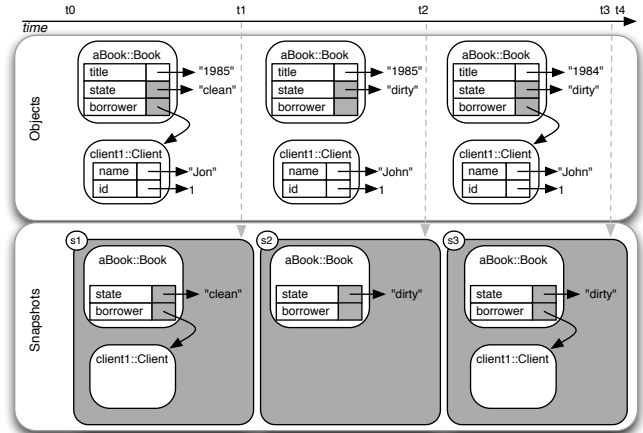 t0 t1 t2 t3 t4
time
Objects
aBook::Book aBook::Book aBook::Book
title "1985" title "1985" title "1984"
state "clean" state "dirty" state "dirty"
borrower borrower borrower
client1::Client client1::Client client1::Client
name "Jon" name "John" name "John"
id 1 id 1 id 1
Snapshots
s1 s2 s3
aBook::Book aBook::Book aBook::Book
state "clean" state "dirty" state "dirty"
borrower borrower borrower
client1::Client client1::Client